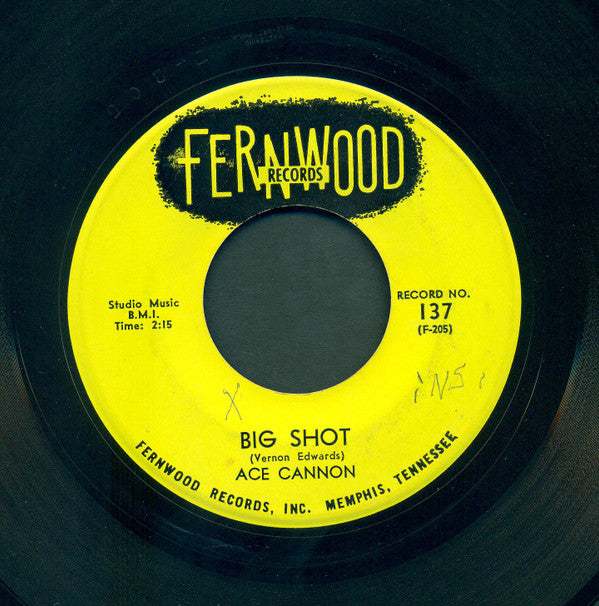 FERNWOOD
RECORDS
Studio Music
B.M.I.
Time: 2:15
RECORD NO.
137
(F-205)
X
BIG SHOT
(Vernon Edwards)
ACE CANNON
FERNWOOD RECORDS, INC. MEMPHIS, TENNESSEE